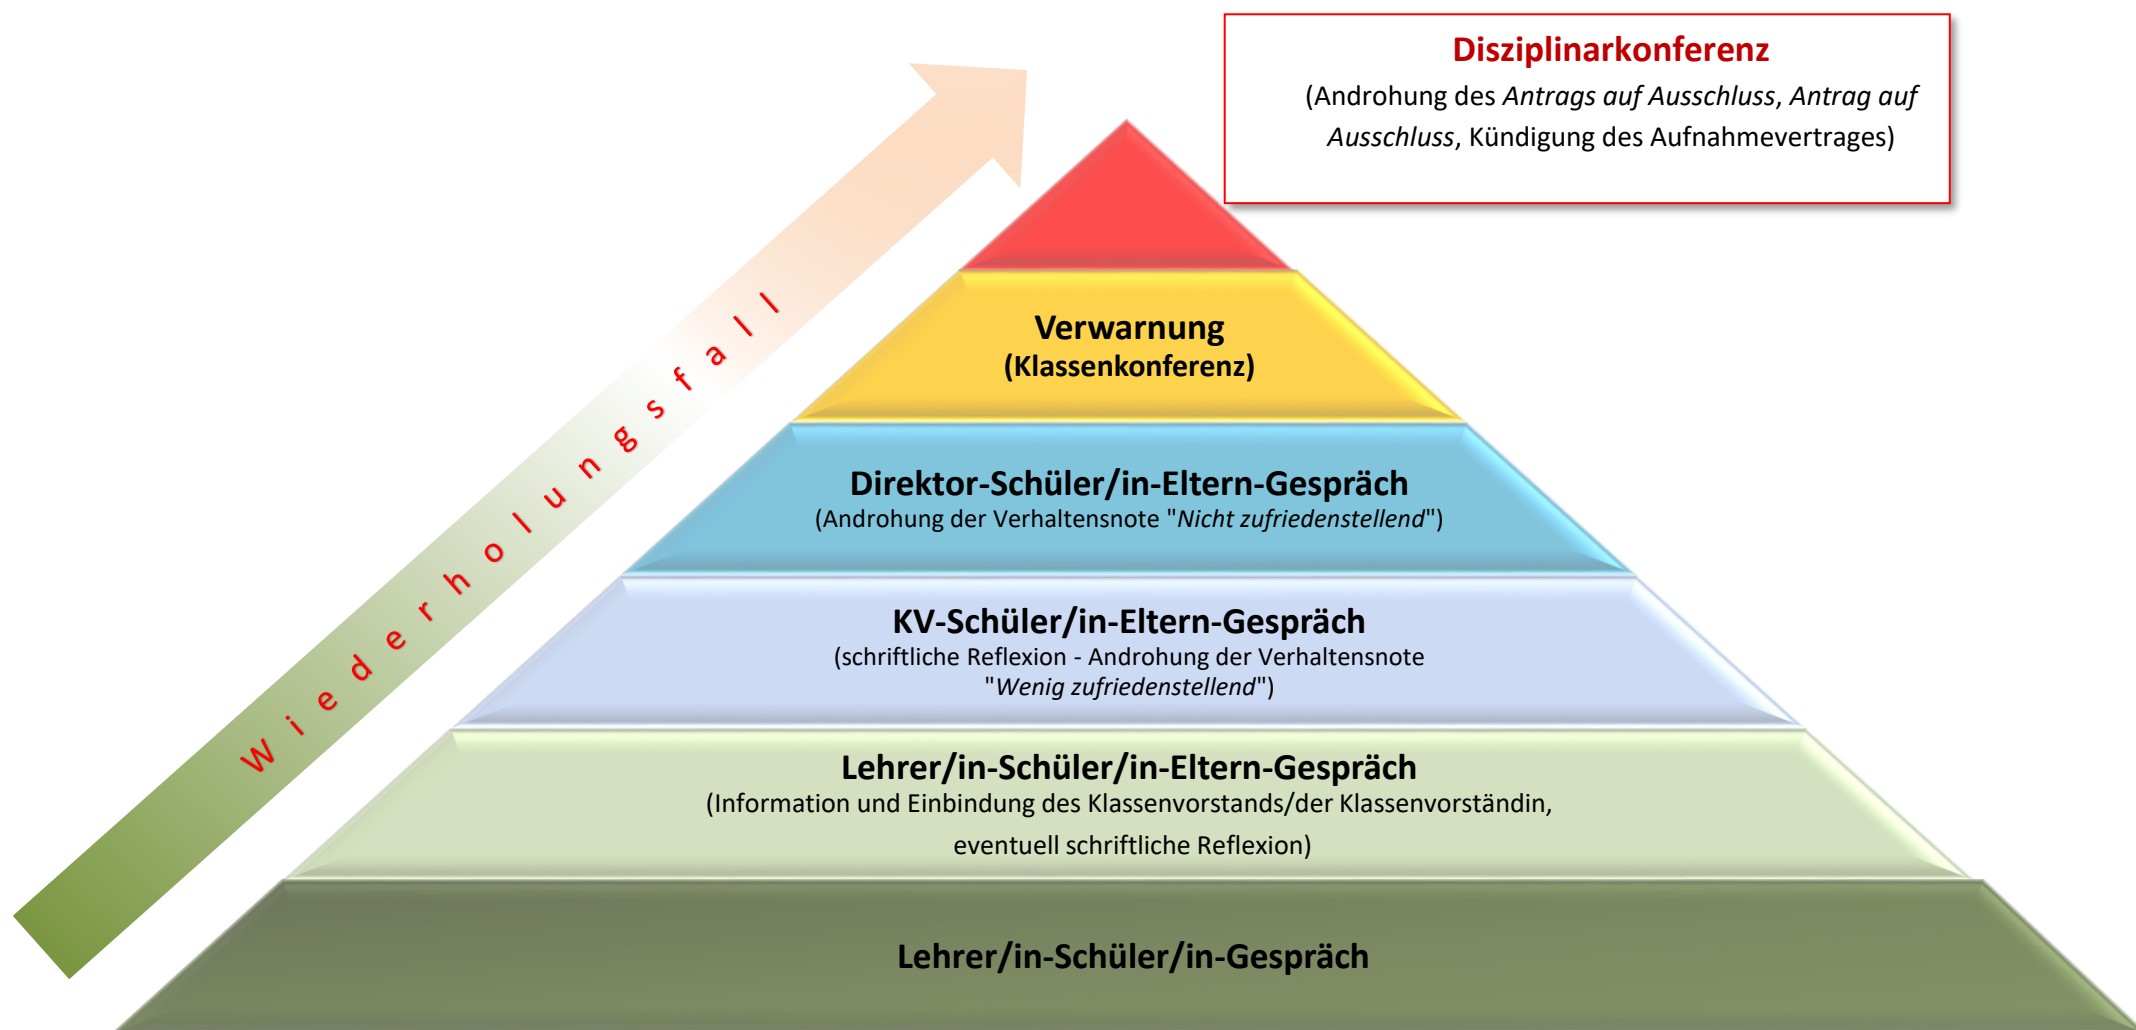 Disziplinarkonferenz
(Androhung des Antrags auf Ausschluss, Antrag auf
Ausschluss, Kündigung des Aufnahmevertrages)
Wiederholungsfall
Verwarnung
(Klassenkonferenz)
Direktor-Schüler/in-Eltern-Gespräch
(Androhung der Verhaltensnote "Nicht zufriedenstellend")
KV-Schüler/in-Eltern-Gespräch
(schriftliche Reflexion - Androhung der Verhaltensnote
"Wenig zufriedenstellend")
Lehrer/in-Schüler/in-Eltern-Gespräch
(Information und Einbindung des Klassenvorstands/der Klassenvorständin,
eventuell schriftliche Reflexion)
Lehrer/in-Schüler/in-Gespräch